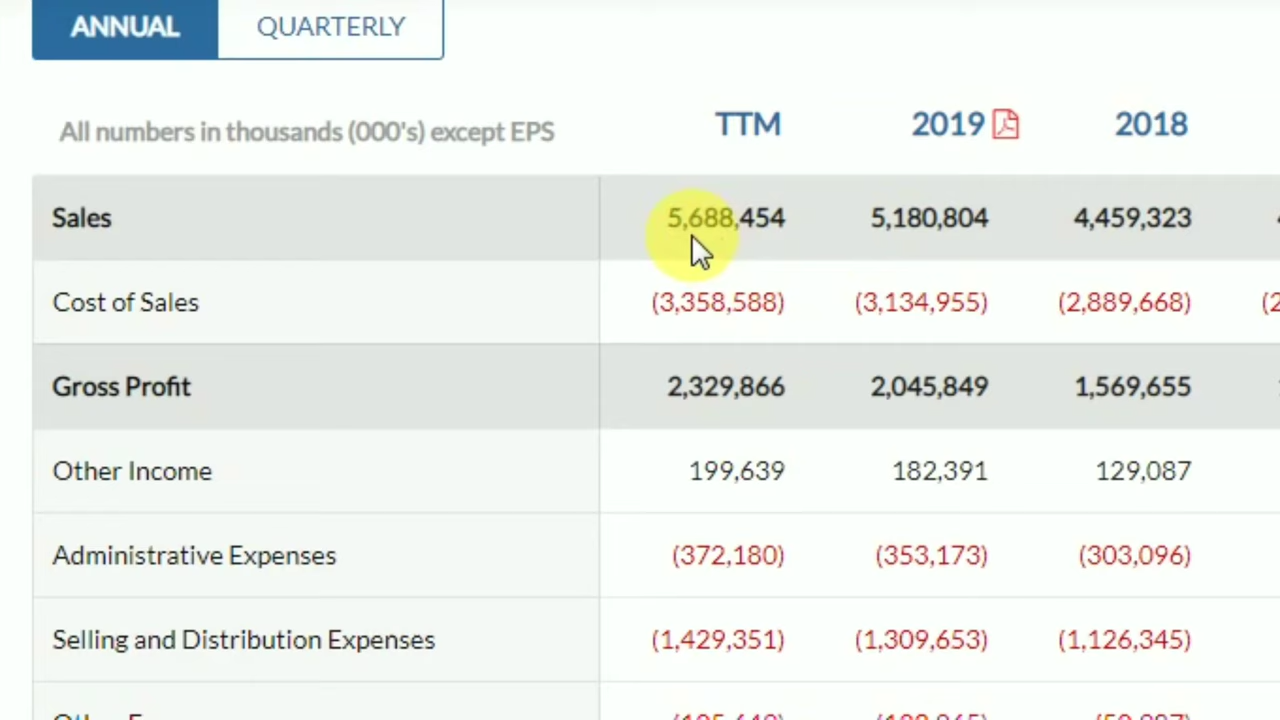 ANNUAL QUARTERLY
All numbers in thousands (000's) except EPS TTM 2019 2018
Sales 5,688,454 5,180,804 4,459,323
Cost of Sales (3,358,588) (3,134,955) (2,889,668) (2
Gross Profit 2,329,866 2,045,849 1,569,655
Other Income 199,639 182,391 129,087
Administrative Expenses (372,180) (353,173) (303,096)
Selling and Distribution Expenses (1,429,351) (1,309,653) (1,126,345)